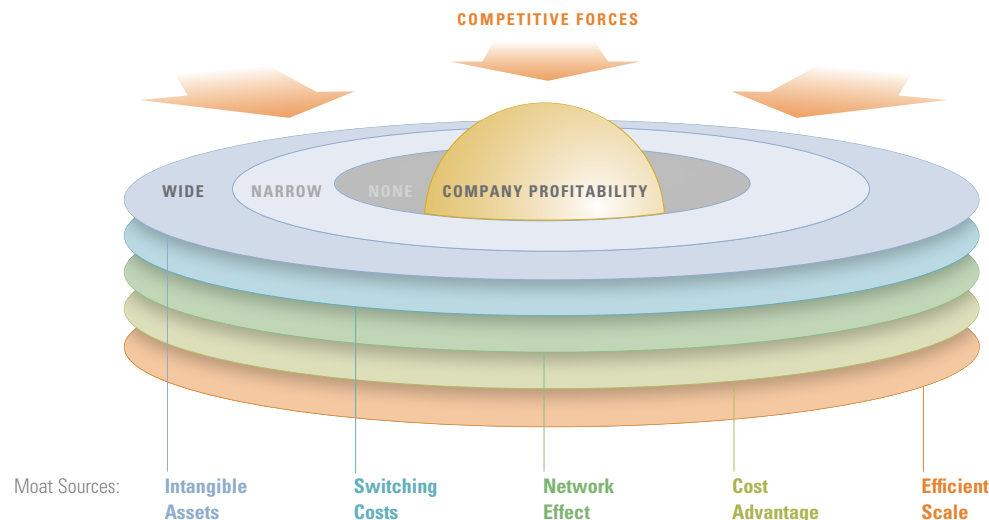 COMPETITIVE FORCES
WIDE NARROW NONE COMPANY PROFITABILITY
Moat Sources: Intangible Switching Network Cost Efficient
Assets Costs Effect Advantage Scale